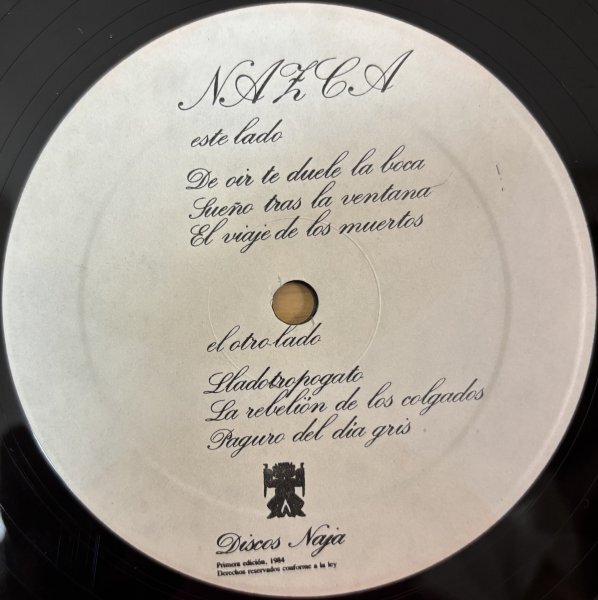 NAZCA
este lado
De oir te duele la boca
Sueño tras la ventana
El viaje de los muertos
el otro lado
Lladotropogato
La rebelión de los colgados
Paguro del dia gris
Discos Naja
Primera edición, 1984
Derechos reservados conforme a la ley